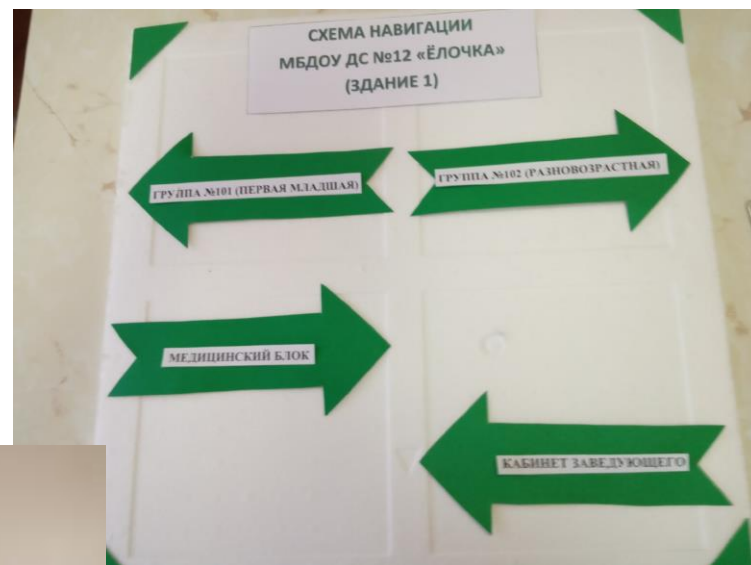 СХЕМА НАВИГАЦИИ
МБДОУ ДС №12 «ЁЛОЧКА»
(ЗДАНИЕ 1)
ГРУППА №101 (ПЕРВАЯ МЛАДШАЯ)
ГРУППА №102 (РАЗНОВОЗРАСТНАЯ)
МЕДИЦИНСКИЙ БЛОК
КАБИНЕТ ЗАВЕДУЮЩЕГО